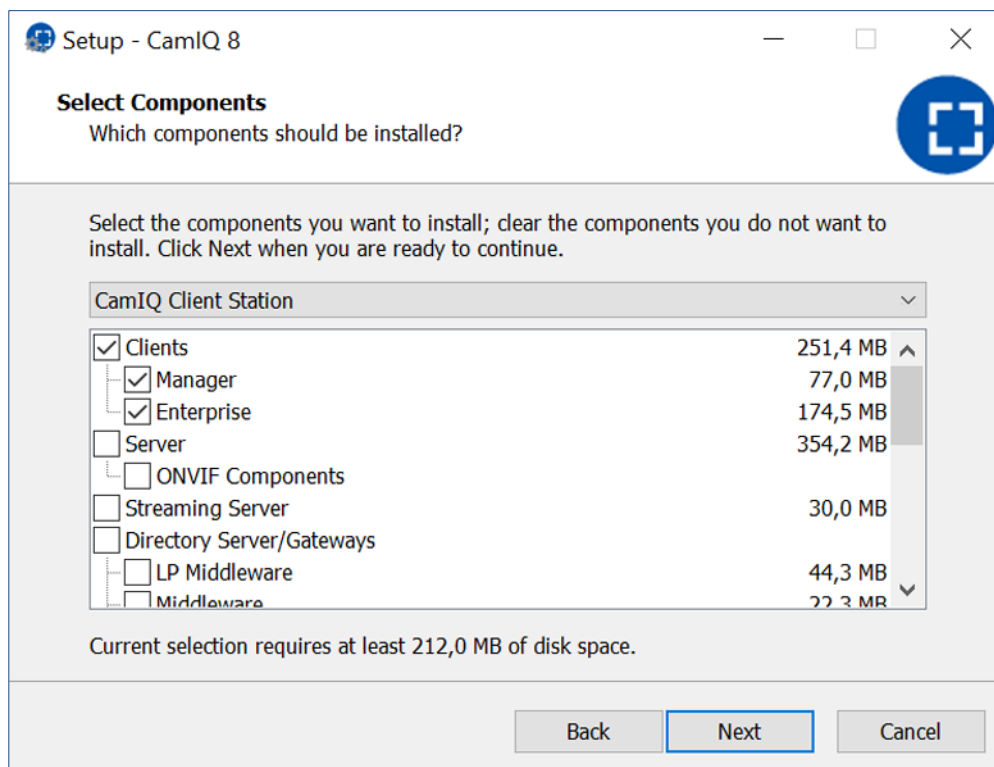 Setup - CamIQ 8
Select Components
Which components should be installed?
Select the components you want to install; clear the components you do not want to
install. Click Next when you are ready to continue.
CamIQ Client Station
Clients 251,4 MB
Manager 77,0 MB
Enterprise 174,5 MB
Server 354,2 MB
ONVIF Components
Streaming Server 30,0 MB
Directory Server/Gateways
LP Middleware 44,3 MB
Middleware 22,3 MB
Current selection requires at least 212,0 MB of disk space.
Back Next Cancel